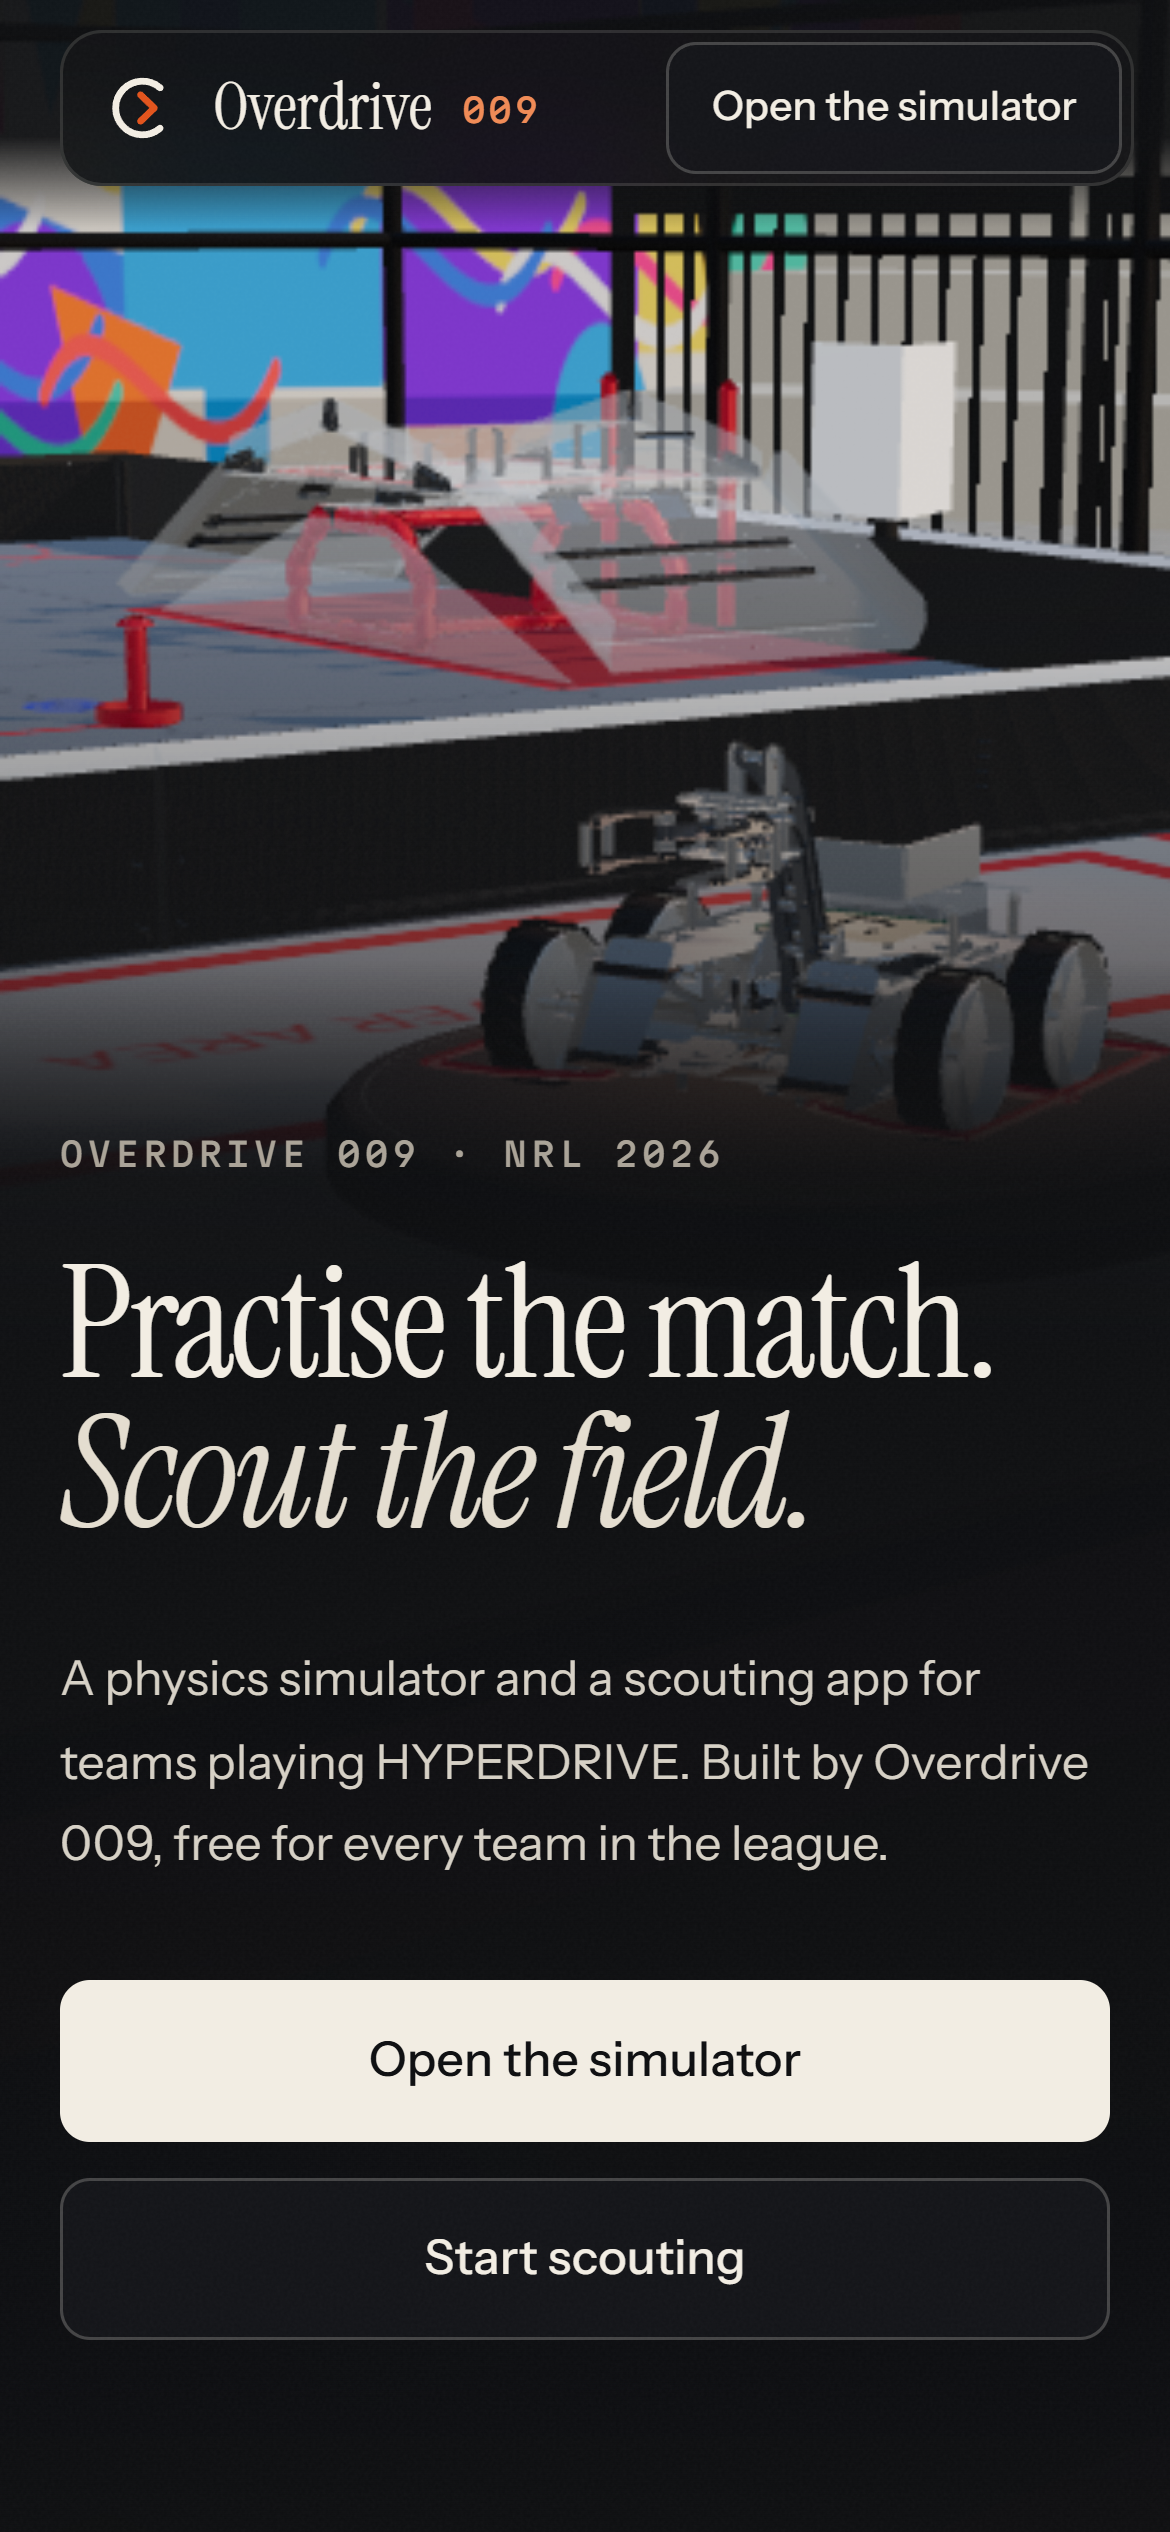 Overdrive 009
Open the simulator
OVERDRIVE 009 · NRL 2026
Practise the match.
Scout the field.
A physics simulator and a scouting app for
teams playing HYPERDRIVE. Built by Overdrive
009, free for every team in the league.
Open the simulator
Start scouting